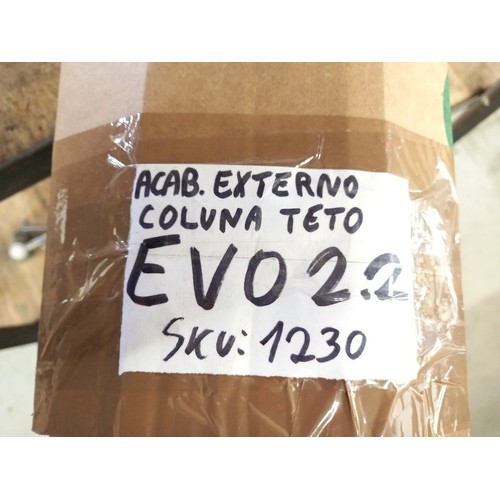 ACAB. EXTERNO
COLUNA TETO
EVO 2.2
SKU: 1230